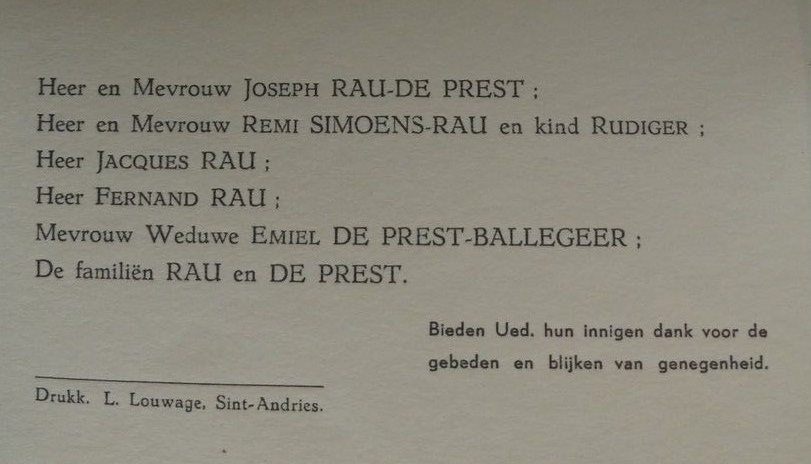 Heer en Mevrouw JOSEPH RAU-DE PREST ;
Heer en Mevrouw REMI SIMOENS-RAU en kind RUDIGER ;
Heer JACQUES RAU ;
Heer FERNAND RAU ;
Mevrouw Weduwe EMIEL DE PREST-BALLEGEER ;
De familiën RAU en DE PREST.
Bieden Ued. hun innigen dank voor de
gebeden en blijken van genegenheid.
Drukk. L. Louwage, Sint-Andries.